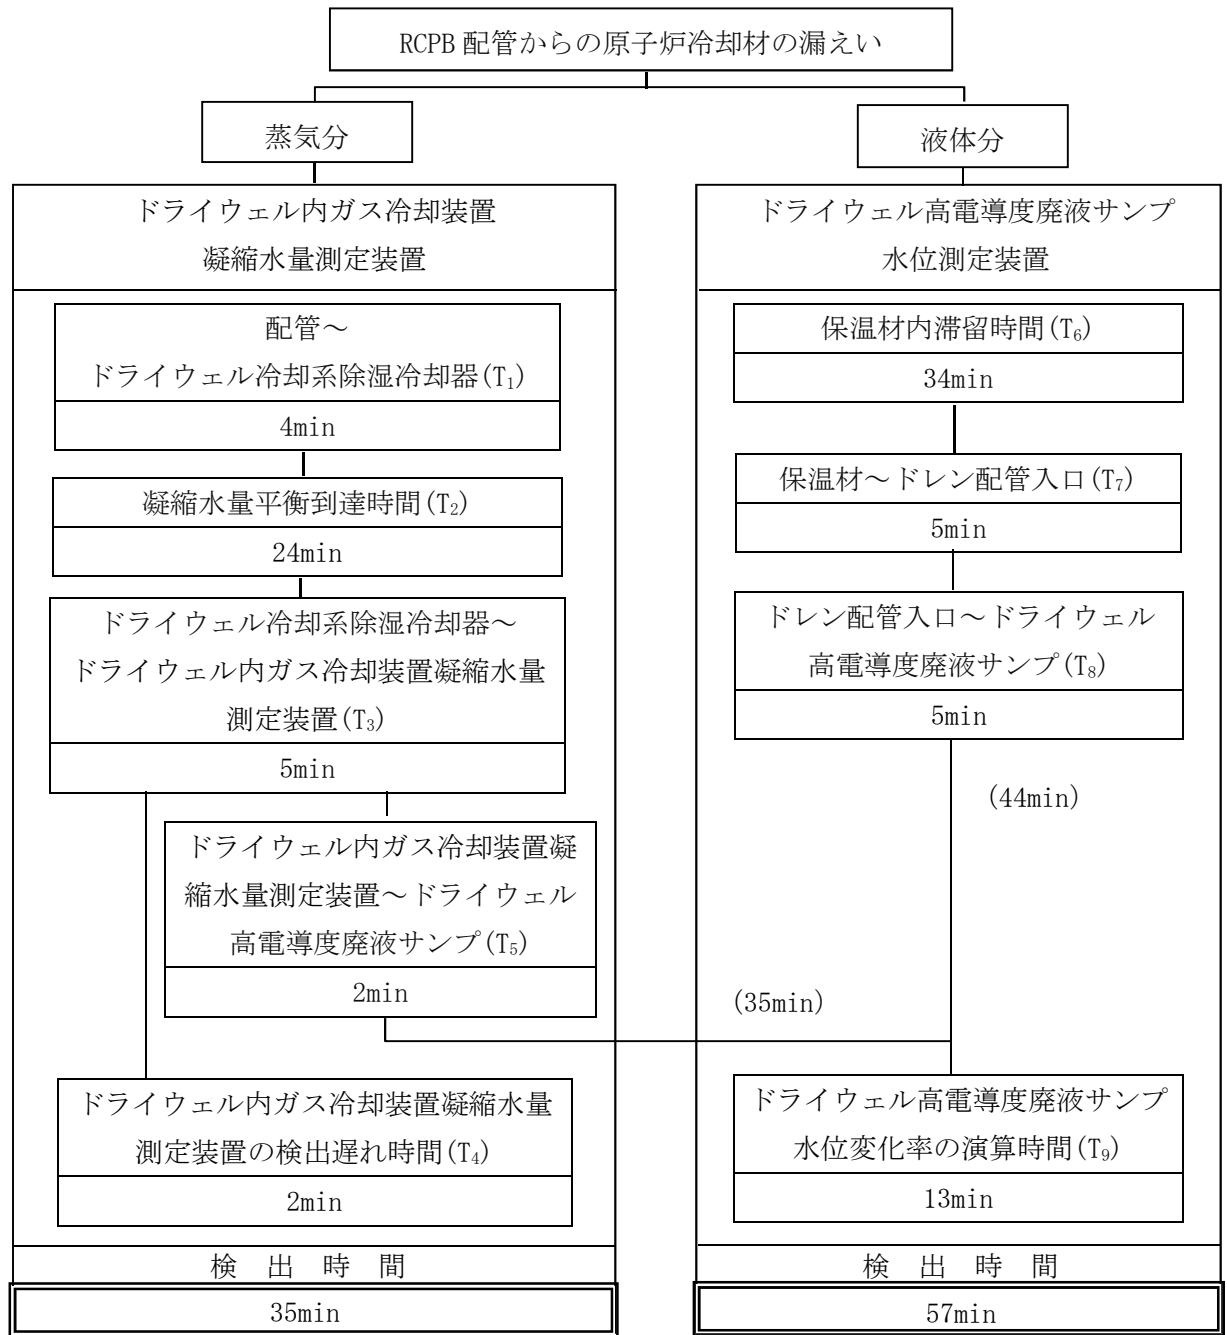 RCPB 配管からの原子炉冷却材の漏えい
蒸気分
ドライウェル内ガス冷却装置
凝縮水量測定装置
配管～
ドライウェル冷却系除湿冷却器(T₁)
4min
凝縮水量平衡到達時間(T₂)
24min
ドライウェル冷却系除湿冷却器～
ドライウェル内ガス冷却装置凝縮水量
測定装置(T₃)
5min
ドライウェル内ガス冷却装置凝
縮水量測定装置～ドライウェル
高電導度廃液サンプ(T₅)
2min
(35min)
ドライウェル内ガス冷却装置凝縮水量
測定装置の検出遅れ時間(T₄)
2min
検 出 時 間
35min
液体分
ドライウェル高電導度廃液サンプ
水位測定装置
保温材内滞留時間(T₆)
34min
保温材～ドレン配管入口(T₇)
5min
ドレン配管入口～ドライウェル
高電導度廃液サンプ(T₈)
5min
(44min)
ドライウェル高電導度廃液サンプ
水位変化率の演算時間(T₉)
13min
検 出 時 間
57min